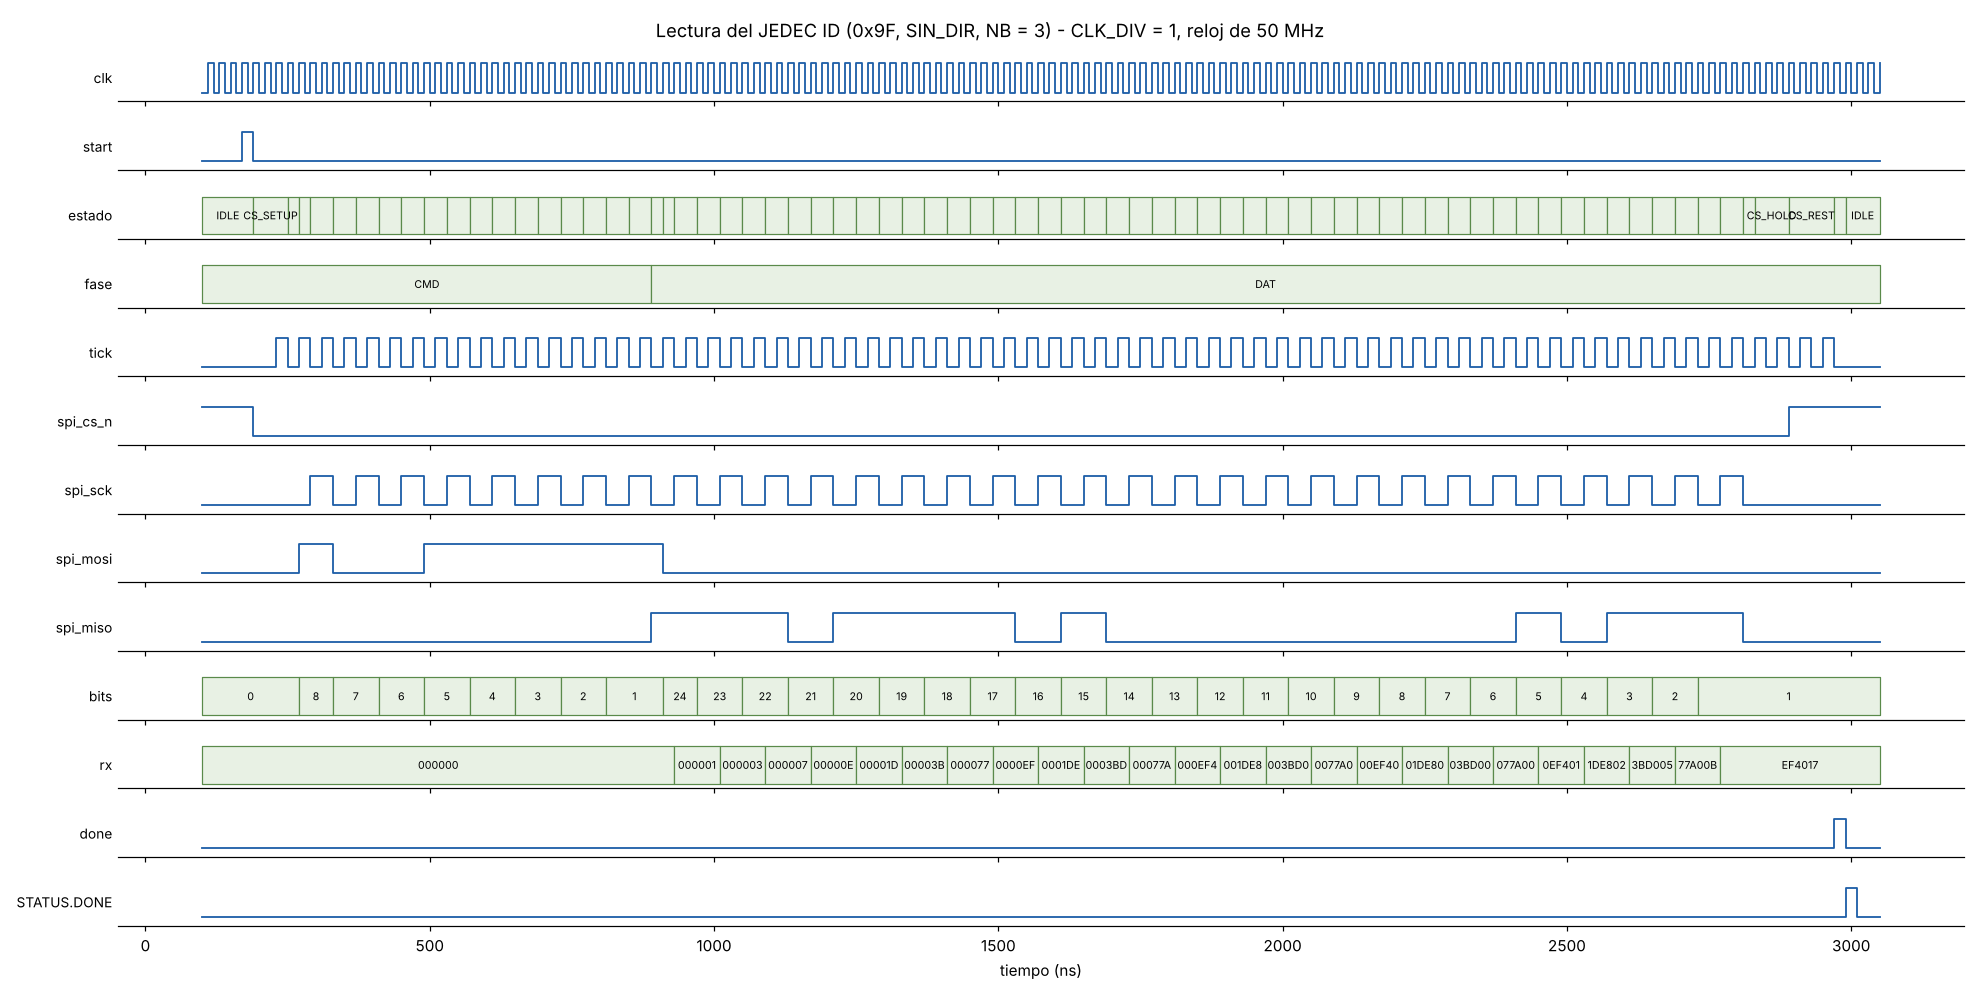 Lectura del JEDEC ID (0x9F, SIN_DIR, NB = 3) - CLK_DIV = 1, reloj de 50 MHz
clk
start
estado IDLE CS_SETUP CS_HOLD CS_REST IDLE
fase CMD DAT
tick
spi_cs_n
spi_sck
spi_mosi
spi_miso
bits 0 8 7 6 5 4 3 2 1 24 23 22 21 20 19 18 17 16 15 14 13 12 11 10 9 8 7 6 5 4 3 2 1
rx 000000 000001 000003 000007 00000E 00001D 00003B 000077 0000EF 0001DE 0003BD 00077A 000EF4 001DE8 003BD0 0077A0 00EF40 01DE80 03BD00 077A00 0EF401 1DE802 3BD005 77A00B EF4017
done
STATUS.DONE
0 500 1000 1500 2000 2500 3000
tiempo (ns)